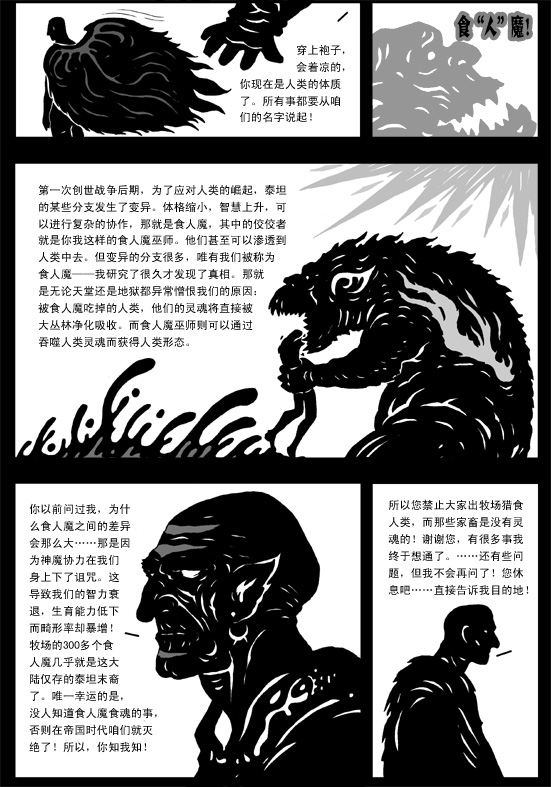 穿上袍子，
会着凉的，
你现在是人类的体质
了。所有事都要从咱
们的名字说起！
食“人”魔！
第一次创世战争后期，为了应对人类的崛起，泰坦
的某些分支发生了变异。体格缩小，智慧上升，可
以进行复杂的协作，那就是食人魔，其中的佼佼者
就是你我这样的食人魔巫师。他们甚至可以渗透到
人类中去。但变异的分支很多，唯有我们被称为
食人魔——我研究了很久才发现了真相。那就
是无论天堂还是地狱都异常憎恨我们的原因：
被食人魔吃掉的人类，他们的灵魂将直接被
大丛林净化吸收。而食人魔巫师则可以通过
吞噬人类灵魂而获得人类形态。
你以前问过我，为什
么食人魔之间的差异
会那么大……那是因
为神魔协力在我们
身上下了诅咒。这
导致我们的智力衰
退，生育能力低下
而畸形率却暴增！
牧场的300多个食
人魔几乎就是这大
陆仅存的泰坦末裔
了。唯一幸运的是，
没人知道食人魔食魂的事，
否则在帝国时代咱们就灭
绝了！所以，你知我知！
所以您禁止大家出牧场猎食
人类，而那些家畜是没有灵
魂的！谢谢您，有很多事我
终于想通了。……还有些问
题，但我不会再问了！您休
息吧……直接告诉我目的地！